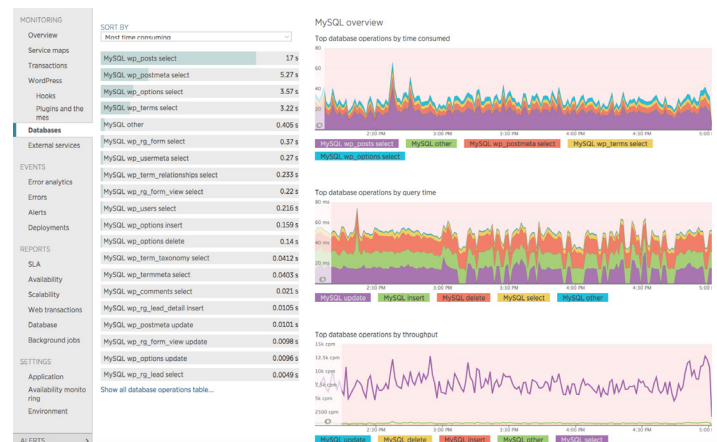 MONITORING
Overview
Service maps
Transactions
WordPress
Hooks
Plugins and the
mes
Databases
External services
EVENTS
Error analytics
Errors
Alerts
Deployments
REPORTS
SLA
Availability
Scalability
Web transactions
Database
Background jobs
SETTINGS
Application
Availability monito
ring
Environment
ALERTS
SORT BY
Most time consuming
MySQL wp_posts select 17 s
MySQL wp_postmeta select 5.27 s
MySQL wp_options select 3.57 s
MySQL wp_terms select 3.22 s
MySQL other 0.405 s
MySQL wp_rg_form select 0.37 s
MySQL wp_usermeta select 0.27 s
MySQL wp_term_relationships select 0.233 s
MySQL wp_rg_form_view select 0.22 s
MySQL wp_users select 0.216 s
MySQL wp_options insert 0.159 s
MySQL wp_options delete 0.14 s
MySQL wp_term_taxonomy select 0.0412 s
MySQL wp_termmeta select 0.0403 s
MySQL wp_comments select 0.021 s
MySQL wp_rg_lead_detail insert 0.0105 s
MySQL wp_postmeta update 0.0101 s
MySQL wp_rg_form_view update 0.0098 s
MySQL wp_options update 0.0096 s
MySQL wp_rg_lead select 0.0049 s
Show all database operations table...
MySQL overview
Top database operations by time consumed
80
60
40
20
2:30 PM 3:00 PM 3:30 PM 4:00 PM 4:30 PM 5:00
MySQL wp_posts select MySQL other MySQL wp_postmeta select MySQL wp_terms select
MySQL wp_options select
Top database operations by query time
80 ms
60 ms
40 ms
20 ms
2:30 PM 3:00 PM 3:30 PM 4:00 PM 4:30 PM 5:00
MySQL update MySQL insert MySQL delete MySQL select MySQL other
Top database operations by throughput
15k cpm
12.5k cpm
10k cpm
7.5k cpm
5k cpm
2500 cpm
2:30 PM 3:00 PM 3:30 PM 4:00 PM 4:30 PM 5:00
MySQL update MySQL delete MySQL insert MySQL other MySQL select